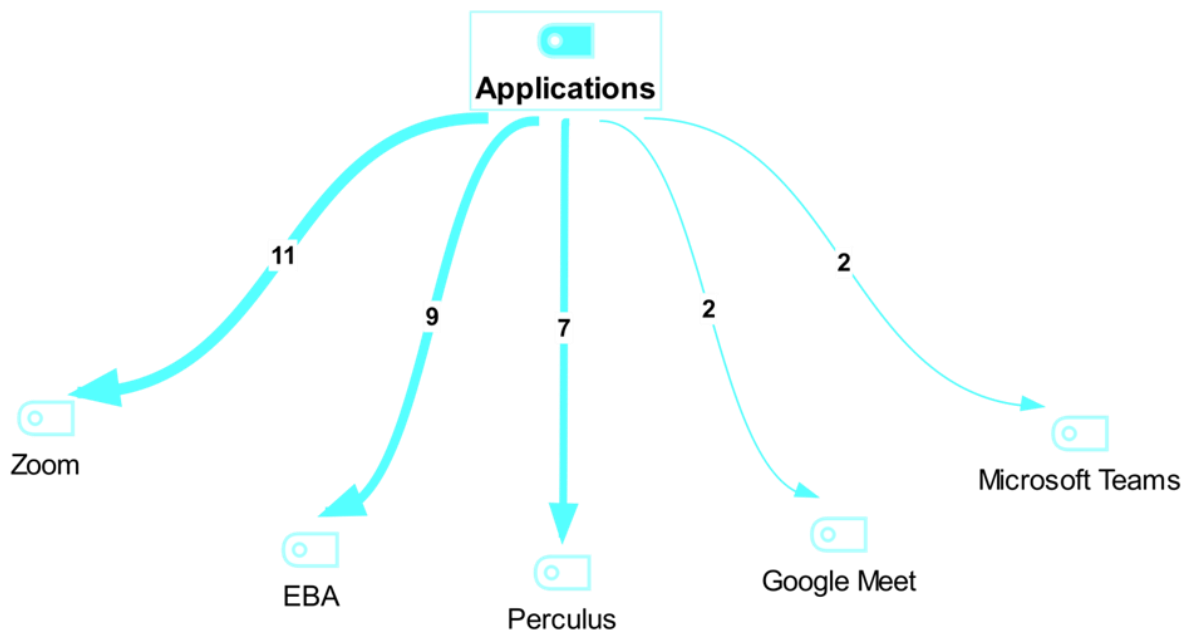 Applications
11
9
7
2
2
Zoom
EBA
Perculus
Google Meet
Microsoft Teams